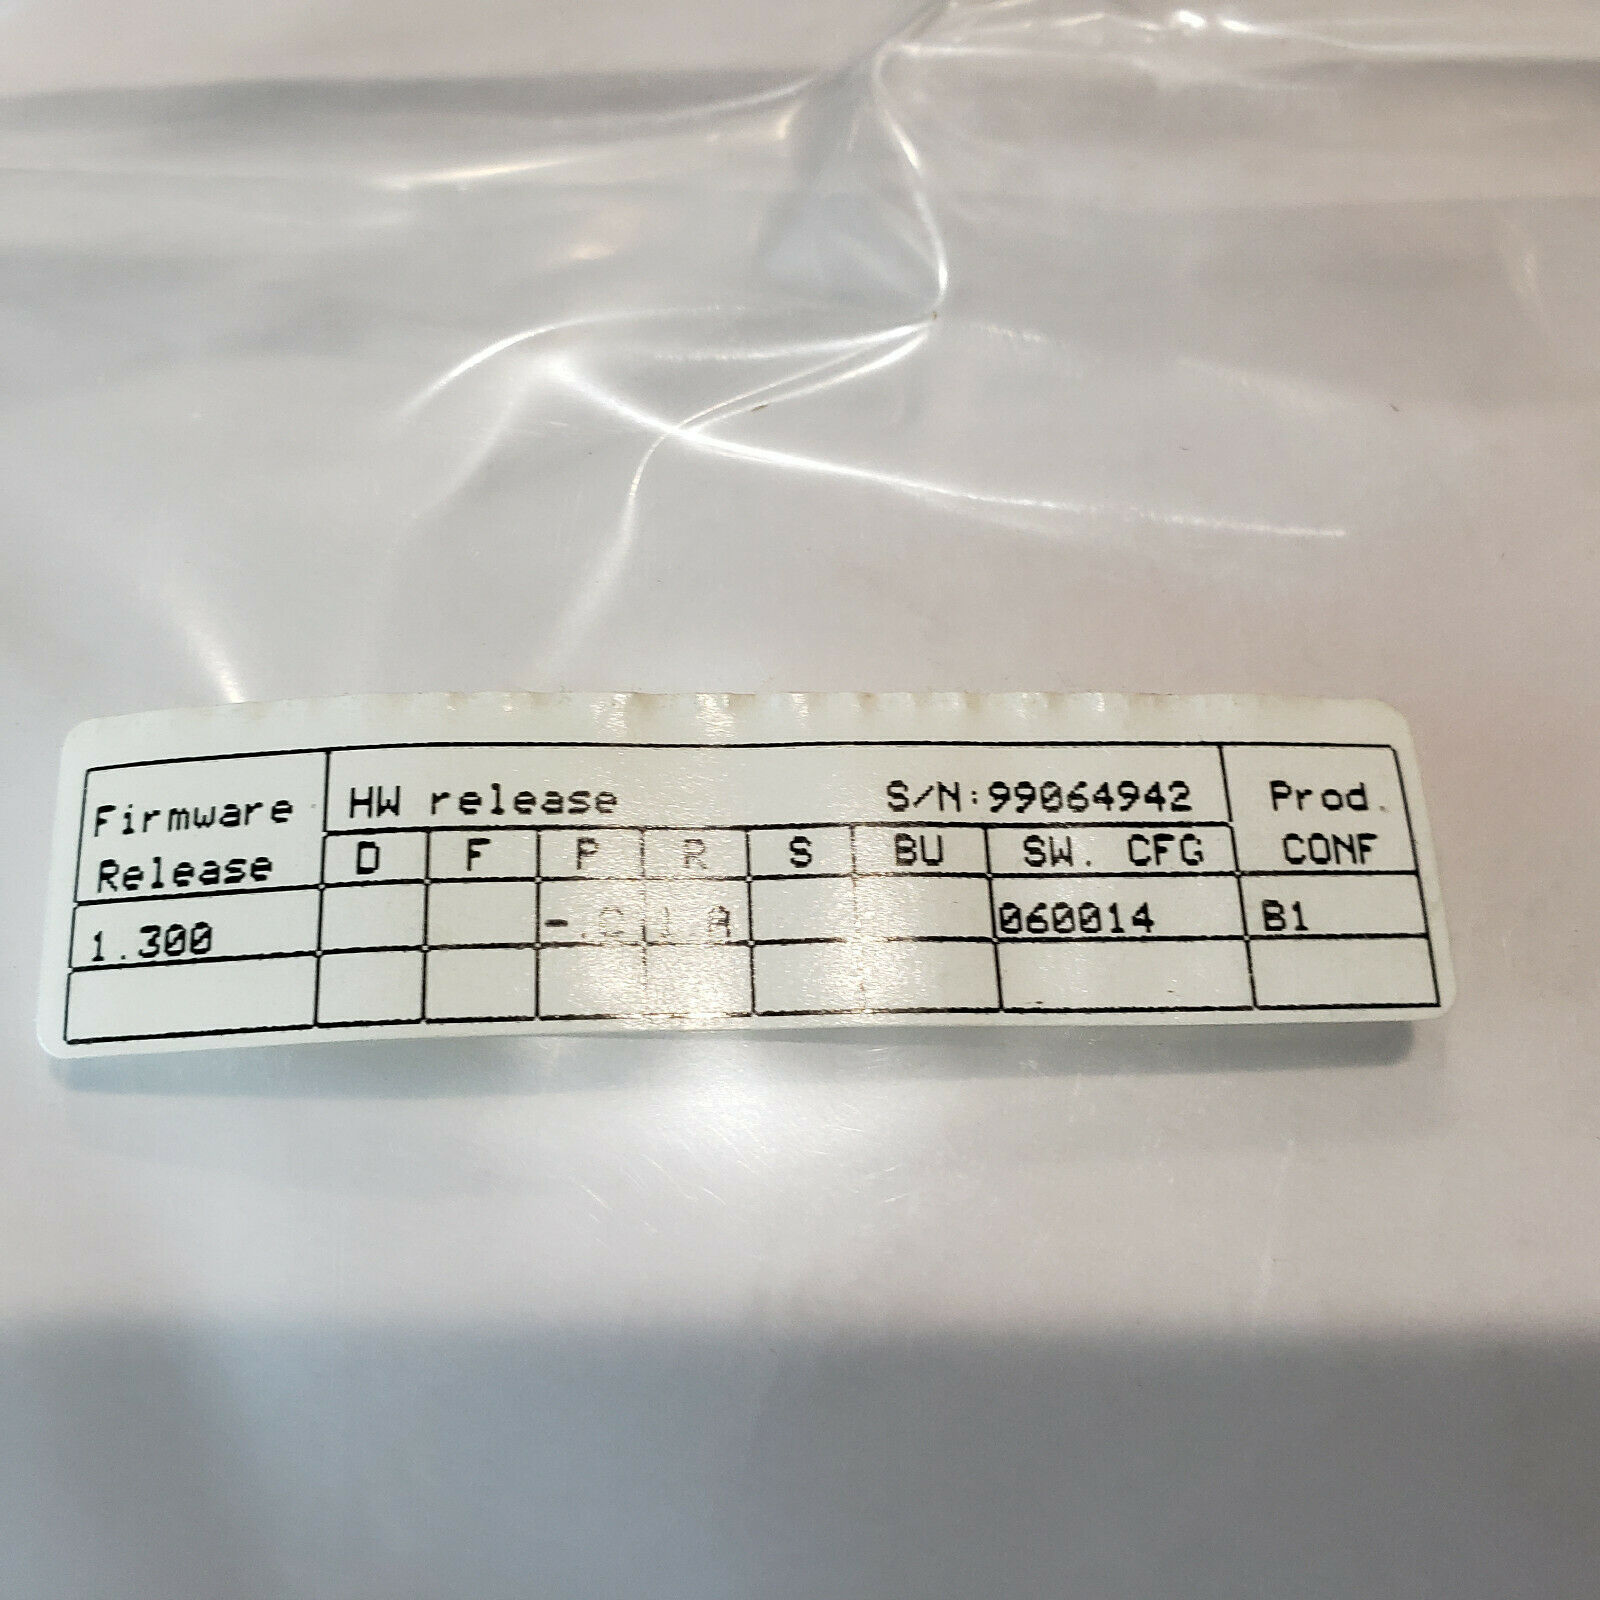 Firmware Release
HW release S/N:99064942
Prod. CONF
D F P R S BU SW. CFG
1.300 060014 B1